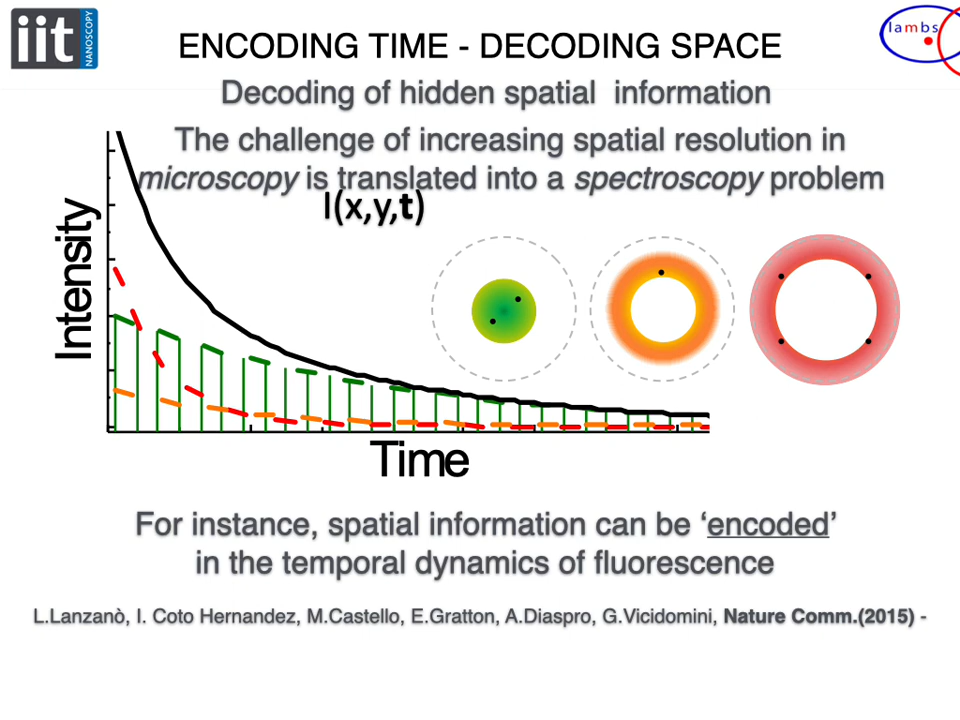 iit
NANOSCOPY
lambs
ENCODING TIME - DECODING SPACE
Decoding of hidden spatial information
The challenge of increasing spatial resolution in
microscopy is translated into a spectroscopy problem
I(x,y,t)
Intensity
Time
For instance, spatial information can be ‘encoded’
in the temporal dynamics of fluorescence
L.Lanzanò, I. Coto Hernandez, M.Castello, E.Gratton, A.Diaspro, G.Vicidomini, Nature Comm.(2015) -